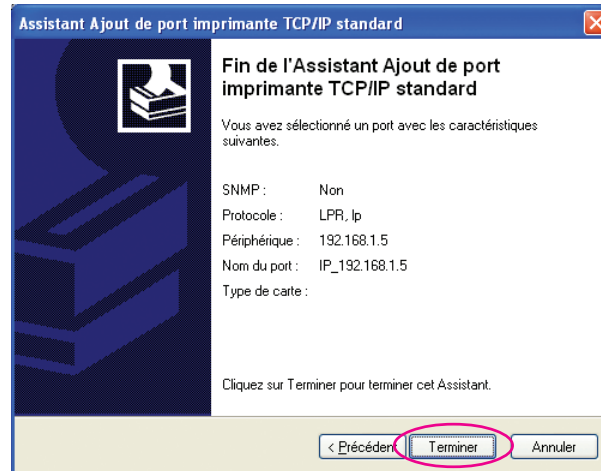 Assistant Ajout de port imprimante TCP/IP standard
Fin de l'Assistant Ajout de port
imprimante TCP/IP standard
Vous avez sélectionné un port avec les caractéristiques
suivantes.
SNMP : Non
Protocole : LPR, lp
Périphérique : 192.168.1.5
Nom du port : IP_192.168.1.5
Type de carte :
Cliquez sur Terminer pour terminer cet Assistant.
< Précéden Terminer Annuler